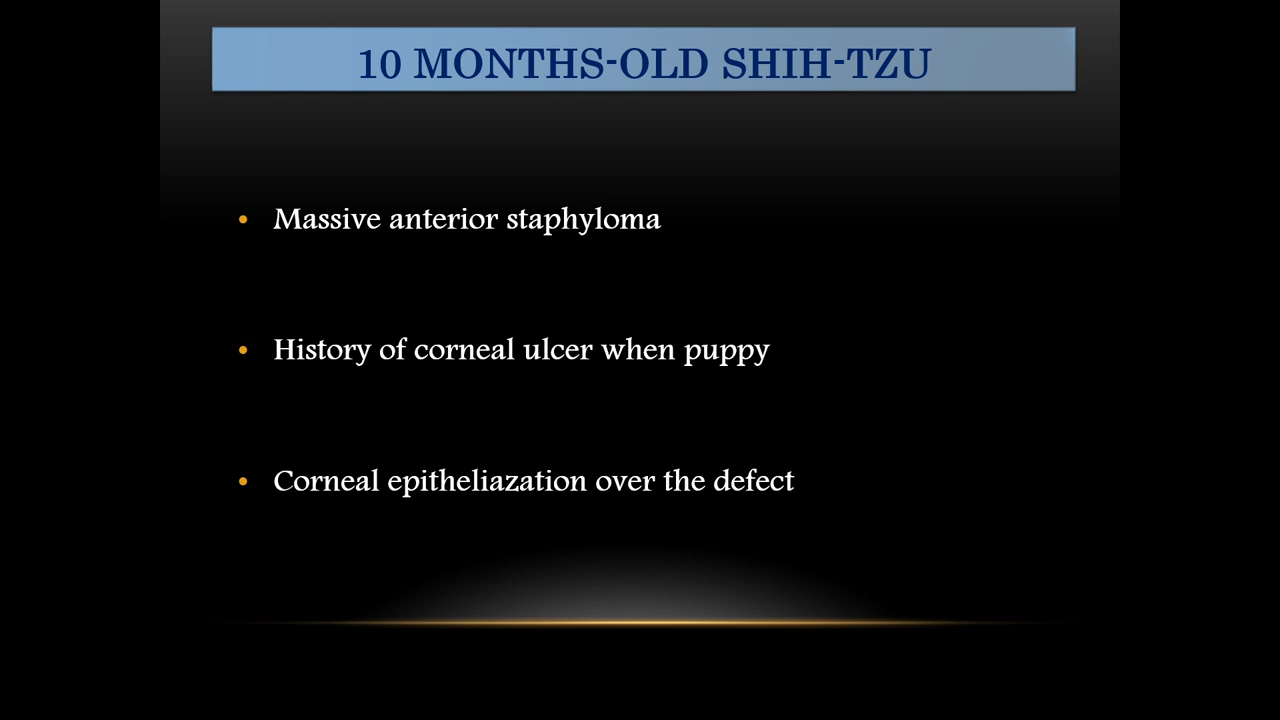 10 MONTHS-OLD SHIH-TZU
• Massive anterior staphyloma
• History of corneal ulcer when puppy
• Corneal epitheliazation over the defect